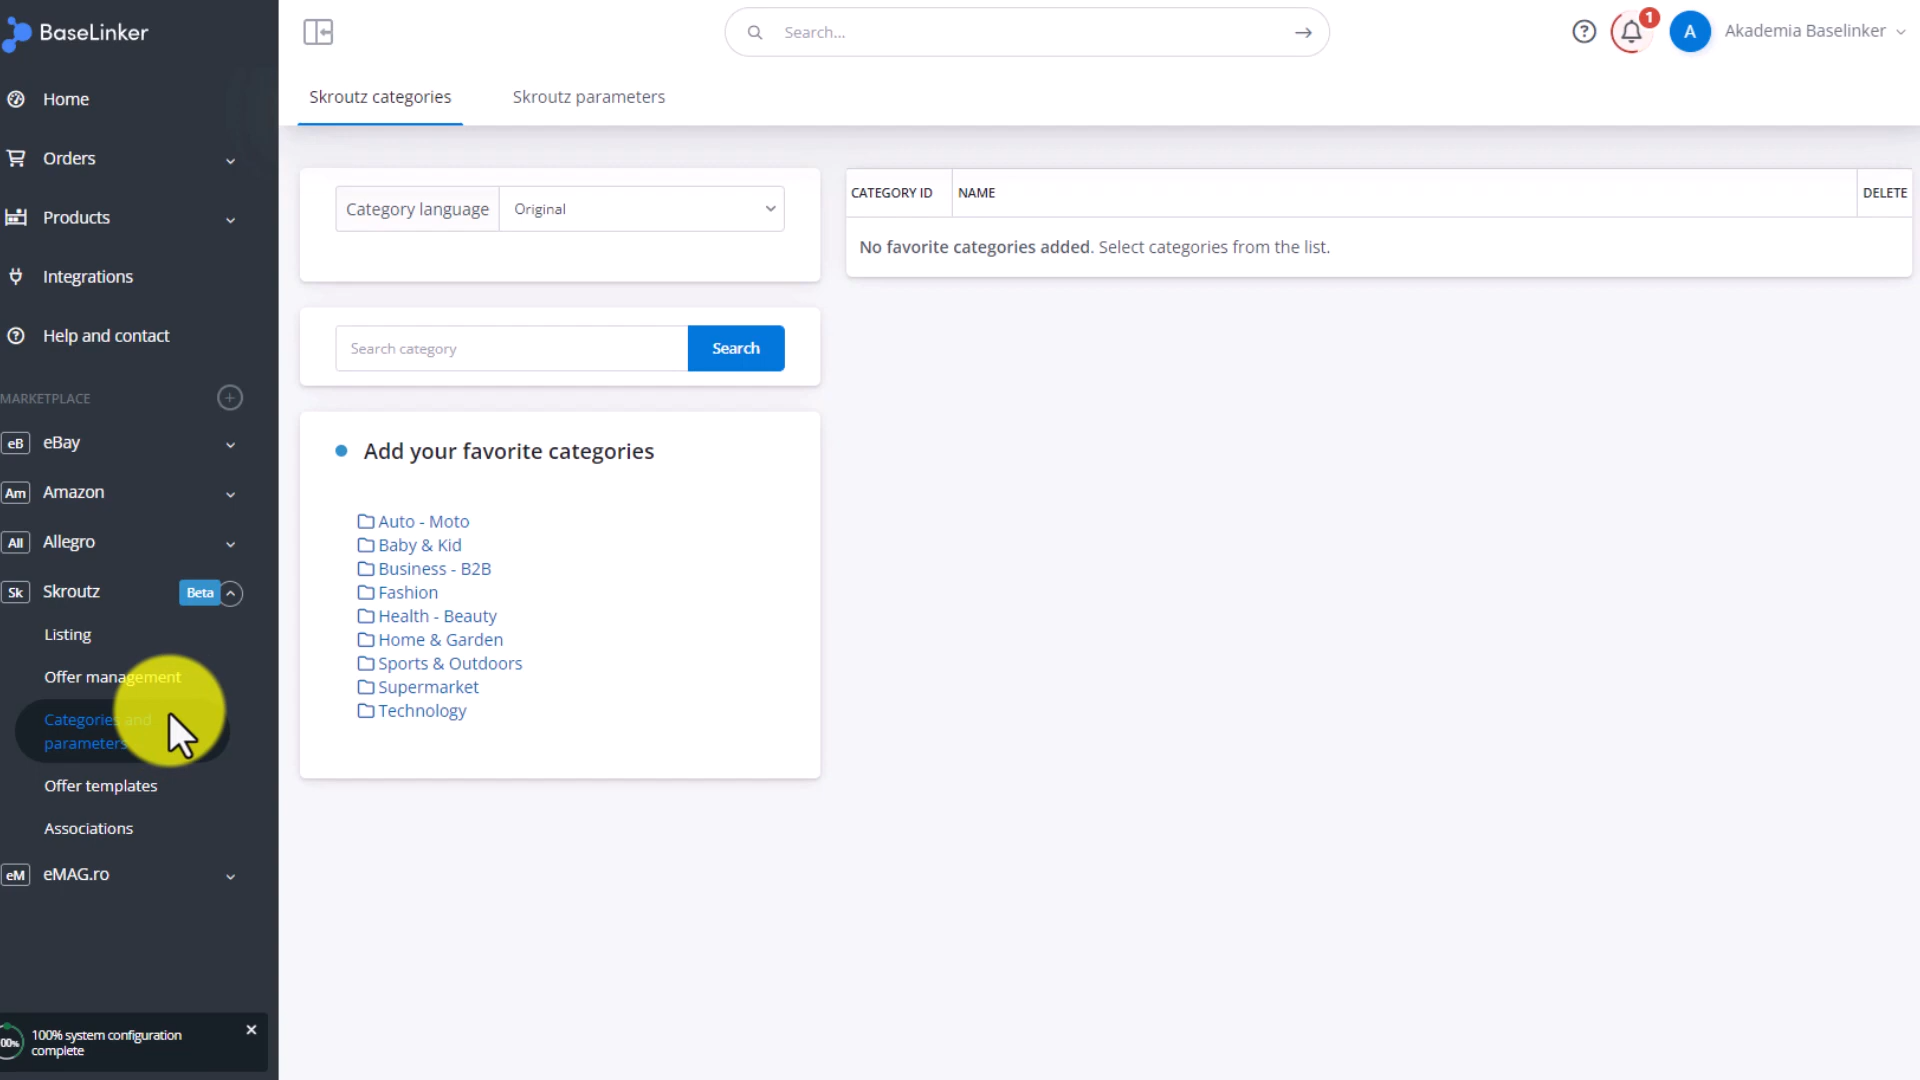 BaseLinker
Search...
1
A
Akademia Baselinker
Home
Orders
Products
Integrations
Help and contact
MARKETPLACE
eB eBay
Am Amazon
All Allegro
Sk Skroutz Beta
Listing
Offer management
Categories and
parameters
Offer templates
Associations
eM eMAG.ro
100% system configuration
complete
Skroutz categories
Skroutz parameters
Category language Original
Search category
Search
Add your favorite categories
Auto - Moto
Baby & Kid
Business - B2B
Fashion
Health - Beauty
Home & Garden
Sports & Outdoors
Supermarket
Technology
CATEGORY ID NAME DELETE
No favorite categories added. Select categories from the list.